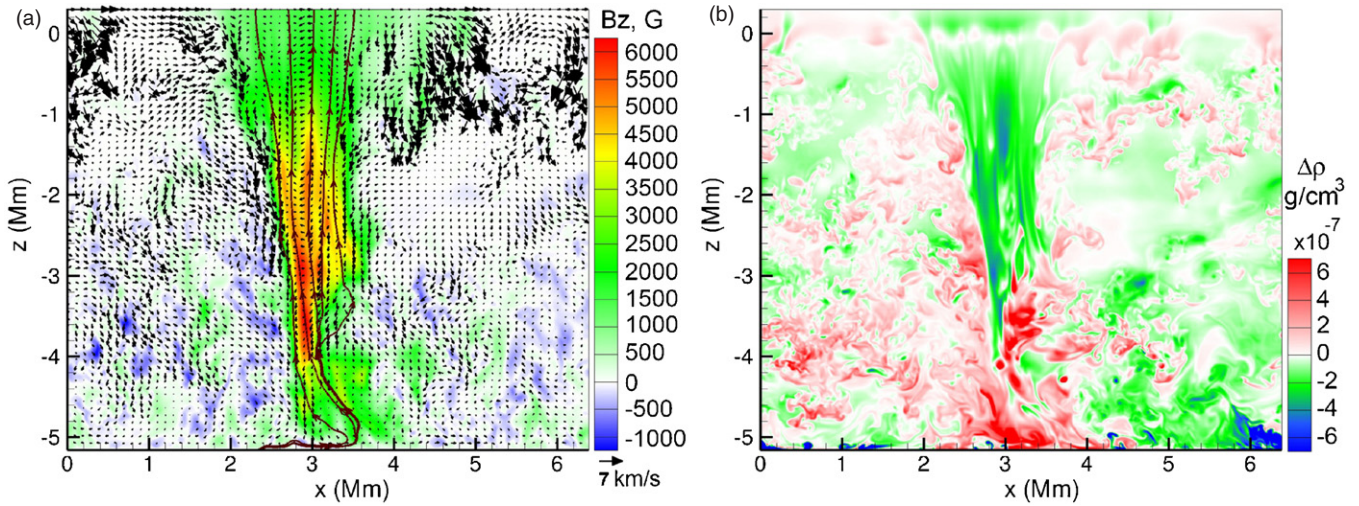 (a)
Bz, G
6000
5500
5000
4500
4000
3500
3000
2500
2000
1500
1000
500
0
-500
-1000
7 km/s
z (Mm)
0
-1
-2
-3
-4
-5
0 1 2 3 4 5 6
x (Mm)
(b)
z (Mm)
0
-1
-2
-3
-4
-5
0 1 2 3 4 5 6
x (Mm)
Δρ
g/cm³
x10⁻⁷
6
4
2
0
-2
-4
-6